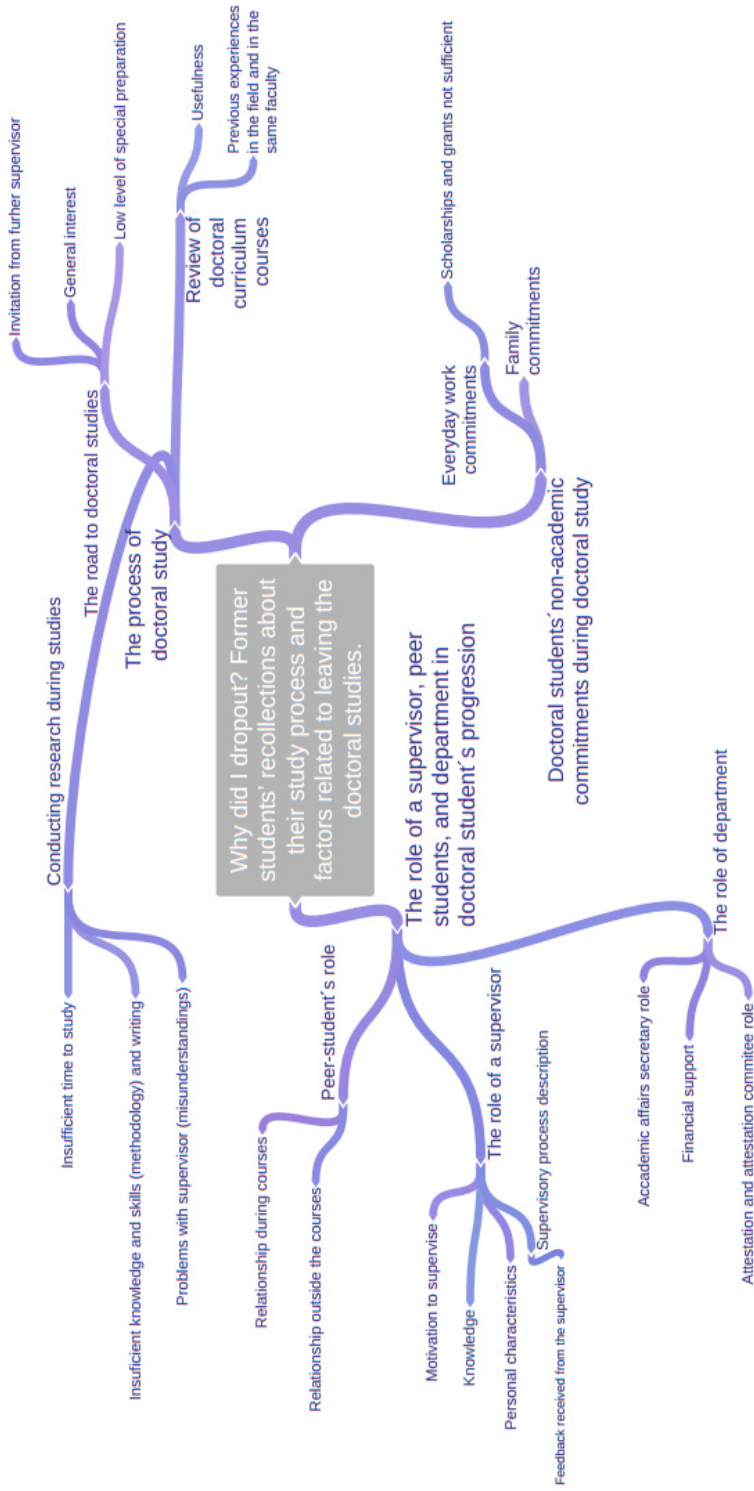 Why did I dropout? Former
students' recollections about
their study process and
factors related to leaving the
doctoral studies.
The process of
doctoral study
The road to doctoral studies
Invitation from furher supervisor
General interest
Low level of special preparation
Review of
doctoral
curriculum
courses
Usefulness
Previous experiences
in the field and in the
same faculty
Conducting research during studies
Insufficient time to study
Insuficient knowledge and skills (methodology) and writing
Problems with supervisor (misunderstandings)
Doctoral students´non-academic
commitments during doctoral study
Everyday work
commitments
Scholarships and grants not sufficient
Family
commitments
The role of a supervisor, peer
students, and department in
doctoral student´s progression
Peer-student´s role
Relationship during courses
Relationship outside the courses
The role of a supervisor
Motivation to supervise
Knowledge
Personal characteristics
Supervisory process description
Feedback received from the supervisor
The role of department
Accademic affairs secretary role
Financial support
Attestation and attestation commitee role